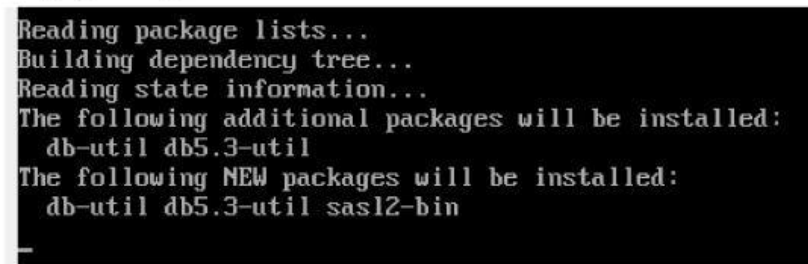 Reading package lists...
Building dependency tree...
Reading state information...
The following additional packages will be installed:
  db-util db5.3-util
The following NEW packages will be installed:
  db-util db5.3-util sasl2-bin